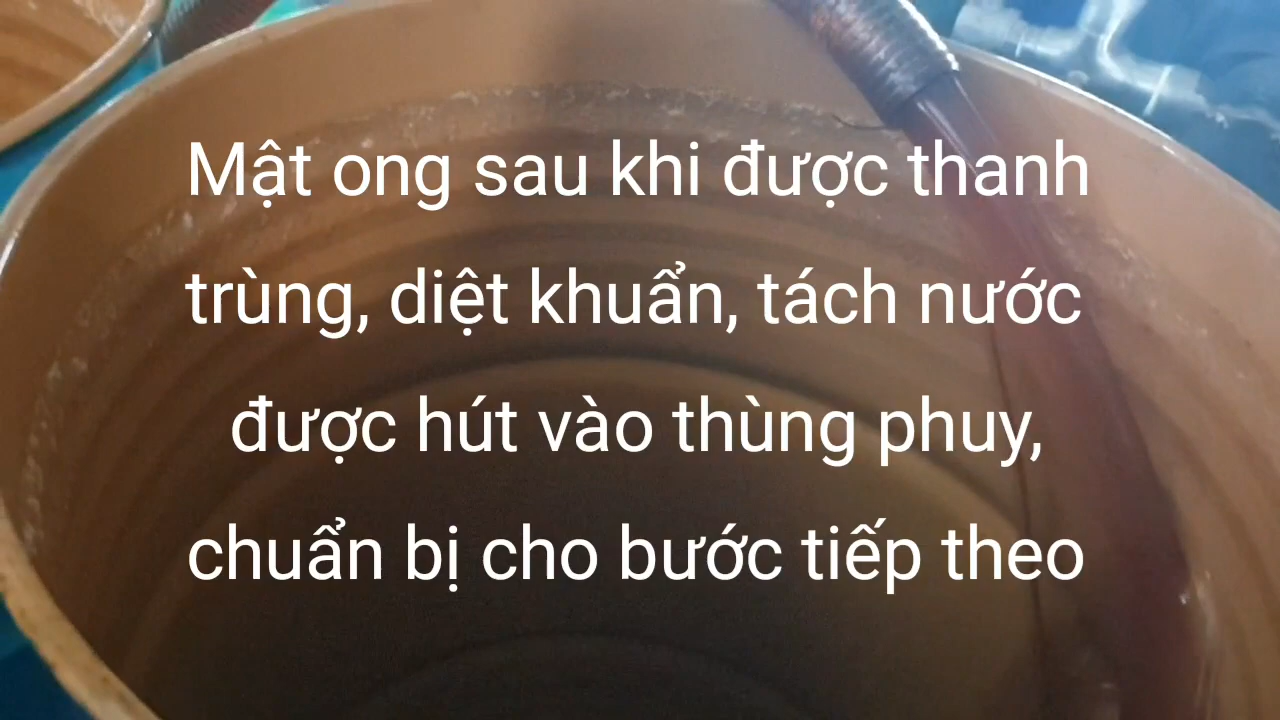 Mật ong sau khi được thanh
trùng, diệt khuẩn, tách nước
được hút vào thùng phuy,
chuẩn bị cho bước tiếp theo